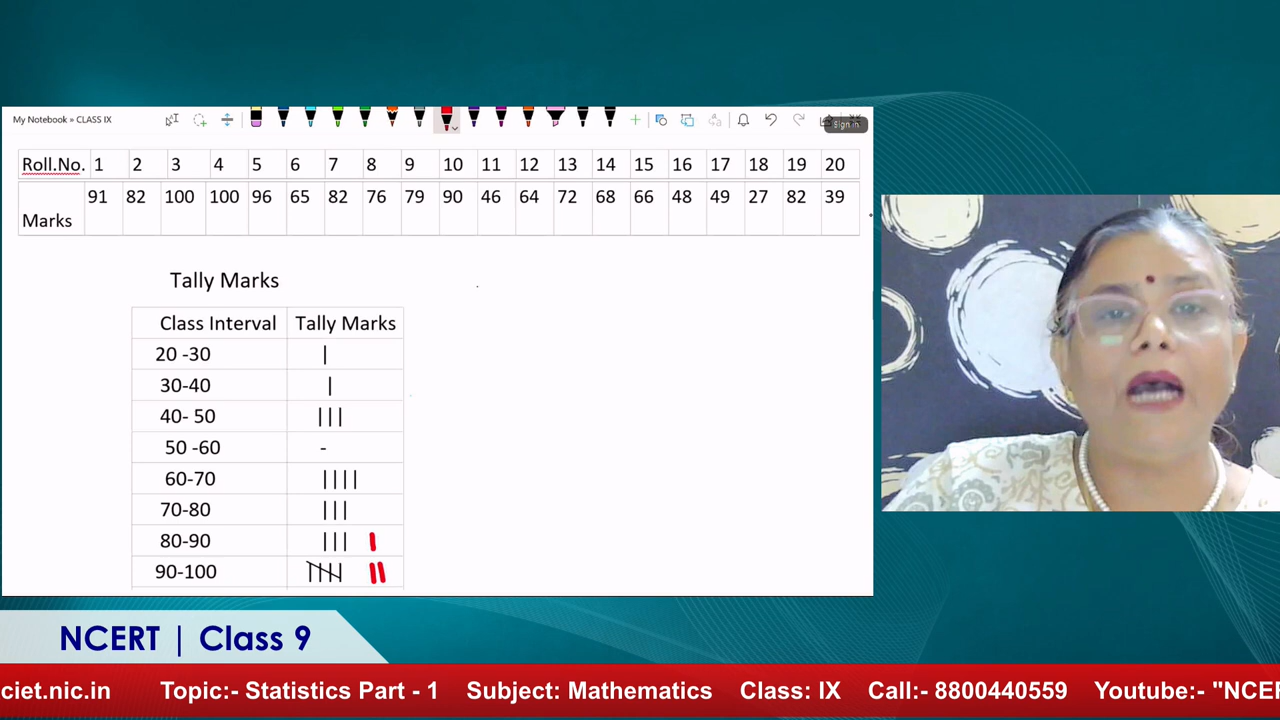 My Notebook » CLASS IX
Sign in
Roll.No. 1 2 3 4 5 6 7 8 9 10 11 12 13 14 15 16 17 18 19 20
Marks 91 82 100 100 96 65 82 76 79 90 46 64 72 68 66 48 49 27 82 39
Tally Marks
Class Interval Tally Marks
20 -30 |
30-40 |
40- 50 |||
50 -60 -
60-70 ||||
70-80 |||
80-90 ||| |
90-100 |||| ||
NCERT | Class 9
ciet.nic.in Topic:- Statistics Part - 1 Subject: Mathematics Class: IX Call:- 8800440559 Youtube:- "NCE